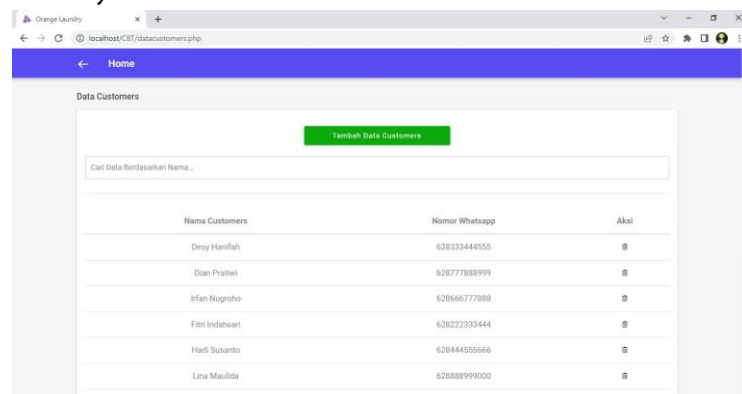 Orange Laundry
localhost/CBT/datacustomers.php
Home
Data Customers
Tambah Data Customers
Cari Data Berdasarkan Nama...
Nama Customers Nomor Whatsapp Aksi
Desy Hanifah 628333444555
Dian Pratiwi 628777888999
Irfan Nugroho 628666777888
Fitri Indahsari 628222333444
Hadi Susanto 628444555666
Lina Maulida 628888999000